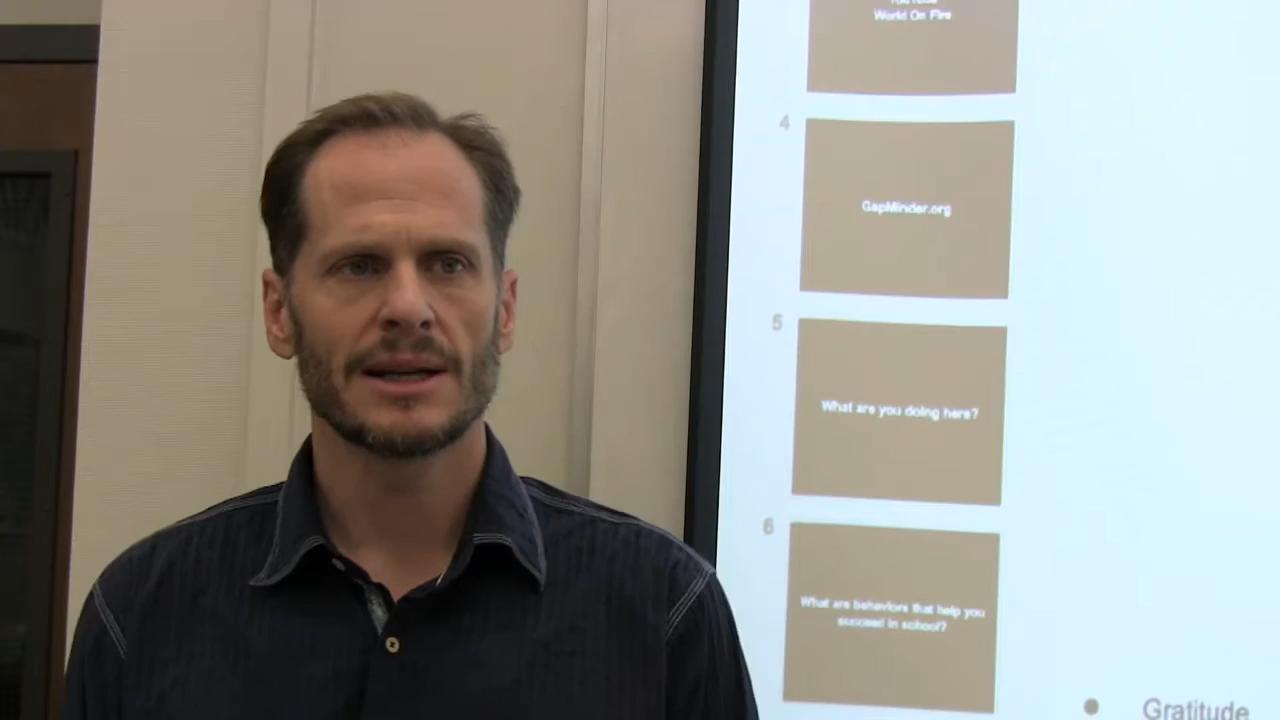 YouTube
World On Fire
4
GapMinder.org
5
What are you doing here?
6
What are behaviors that help you
succeed in school?
● Gratitude